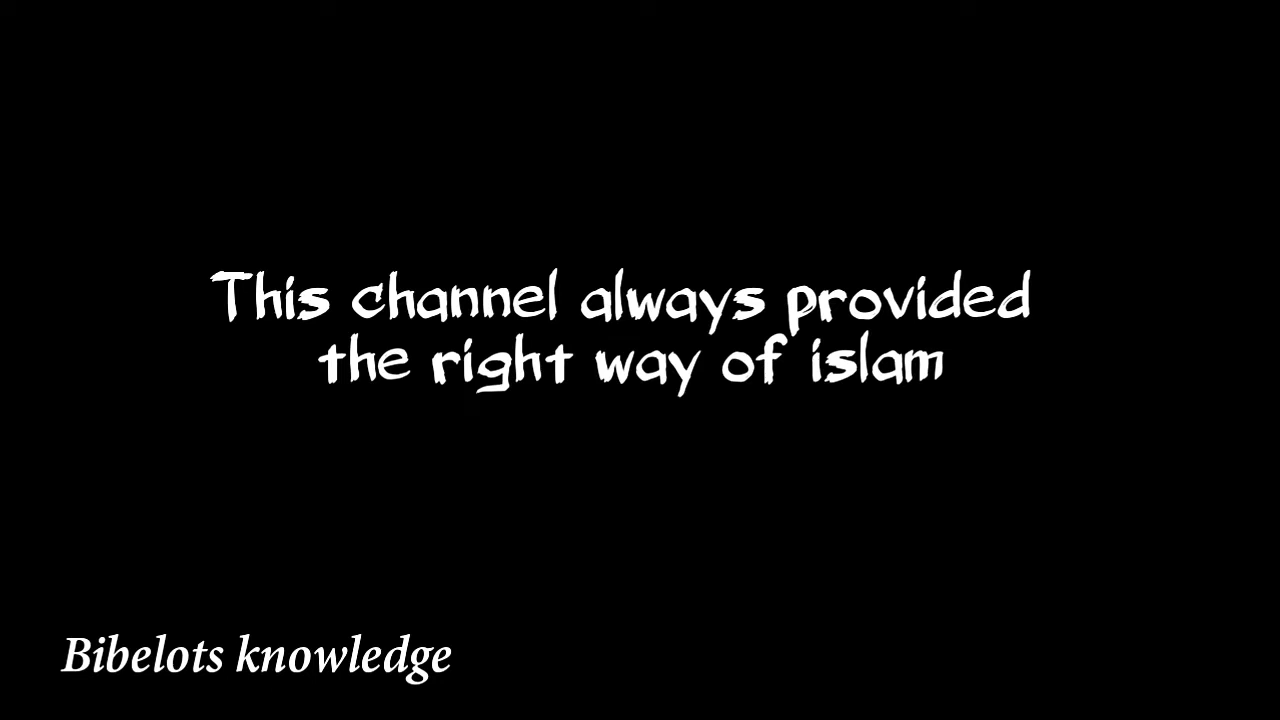 This channel always provided
the right way of islam
Bibelots knowledge